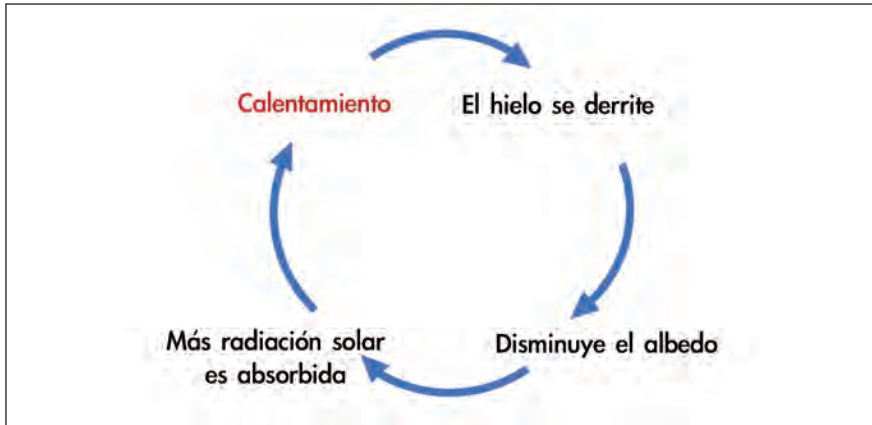 Calentamiento
El hielo se derrite
Disminuye el albedo
Más radiación solar
es absorbida